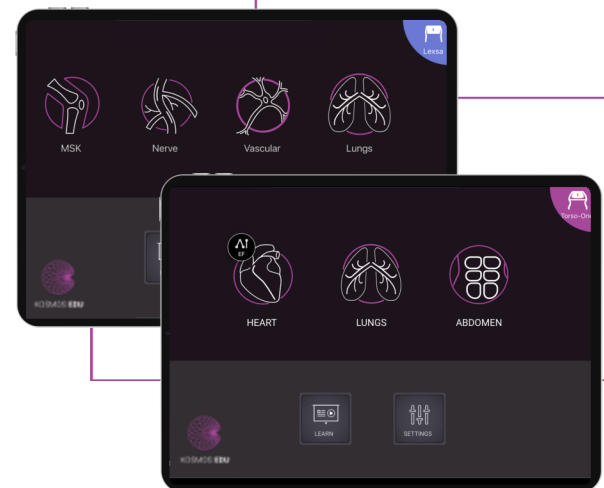 Lexsa
MSK
Nerve
Vascular
Lungs
KOSMOS EDU
Torso-One
EF
HEART
LUNGS
ABDOMEN
LEARN
SETTINGS
KOSMOS EDU